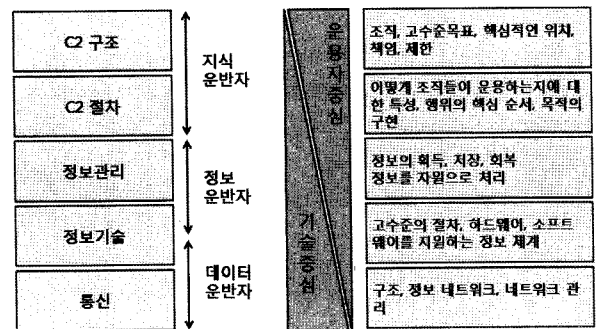 C2 구조
C2 절차
정보관리
정보기술
통신
지식
운반자
정보
운반자
데이터
운반자
운용자중심
기술중심
조직, 고수준목표, 핵심적인 위치,
책임, 제한
어떻게 조직들이 운용하는지에 대
한 특성, 행위의 핵심 순서, 목적의
구현
정보의 획득, 저장, 회복
정보를 자원으로 처리
고수준의 절차, 하드웨어, 소프트
웨어를 지원하는 정보 체계
구조, 정보 네트워크, 네트워크 관
리